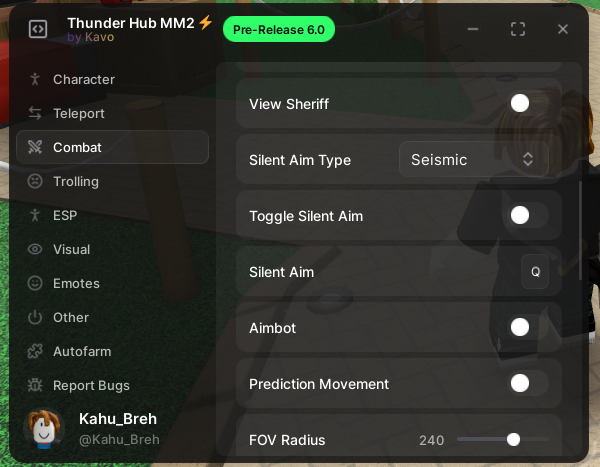 Thunder Hub MM2⚡
by Kavo
Pre-Release 6.0
Character
Teleport
Combat
Trolling
ESP
Visual
Emotes
Other
Autofarm
Report Bugs
Kahu_Breh
@Kahu_Breh
View Sheriff
Silent Aim Type
Seismic
Toggle Silent Aim
Silent Aim
Q
Aimbot
Prediction Movement
FOV Radius
240